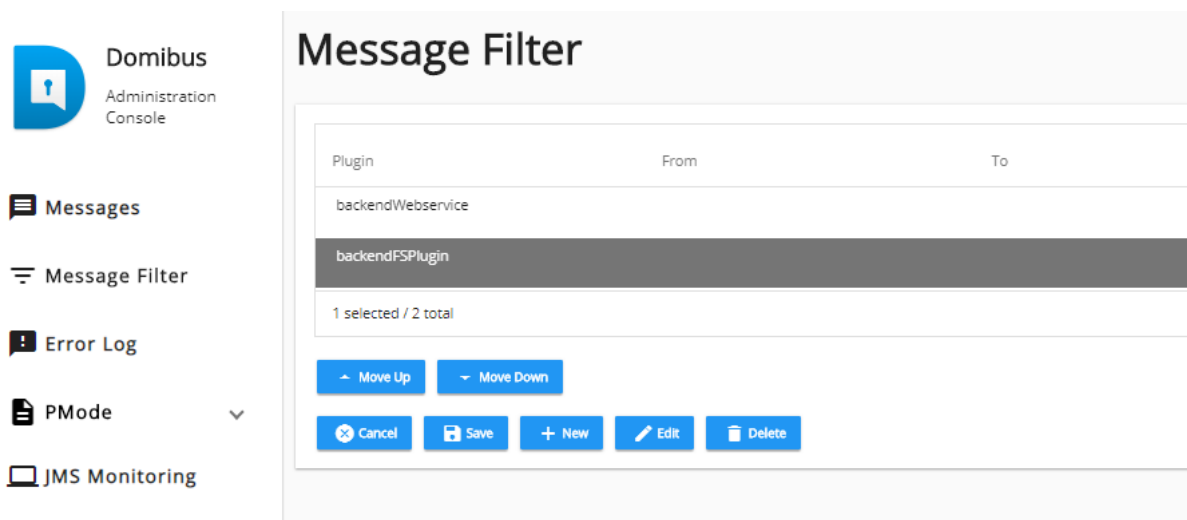 Domibus
Administration
Console
Messages
Message Filter
Error Log
PMode
JMS Monitoring
Message Filter
Plugin From To
backendWebservice
backendFSPlugin
1 selected / 2 total
Move Up Move Down
Cancel Save New Edit Delete